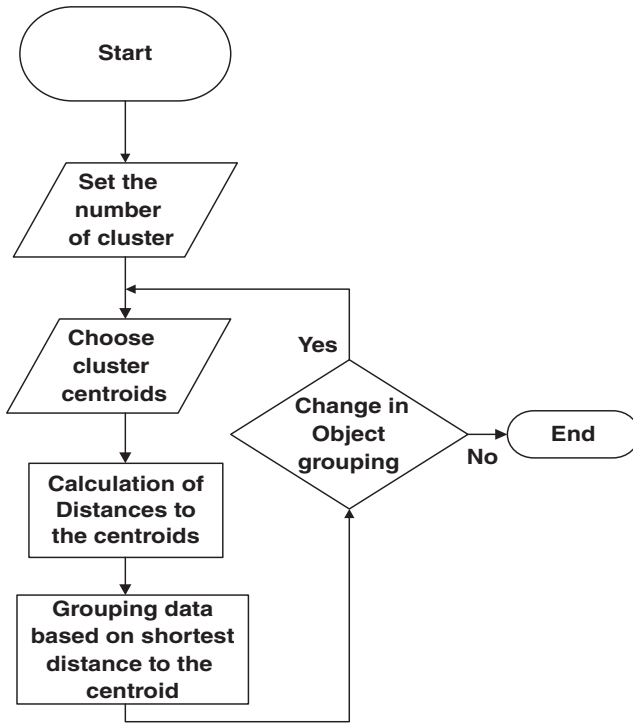 Start
Set the
number
of cluster
Choose
cluster
centroids
Calculation of
Distances to
the centroids
Grouping data
based on shortest
distance to the
centroid
Yes
Change in
Object
grouping
No
End